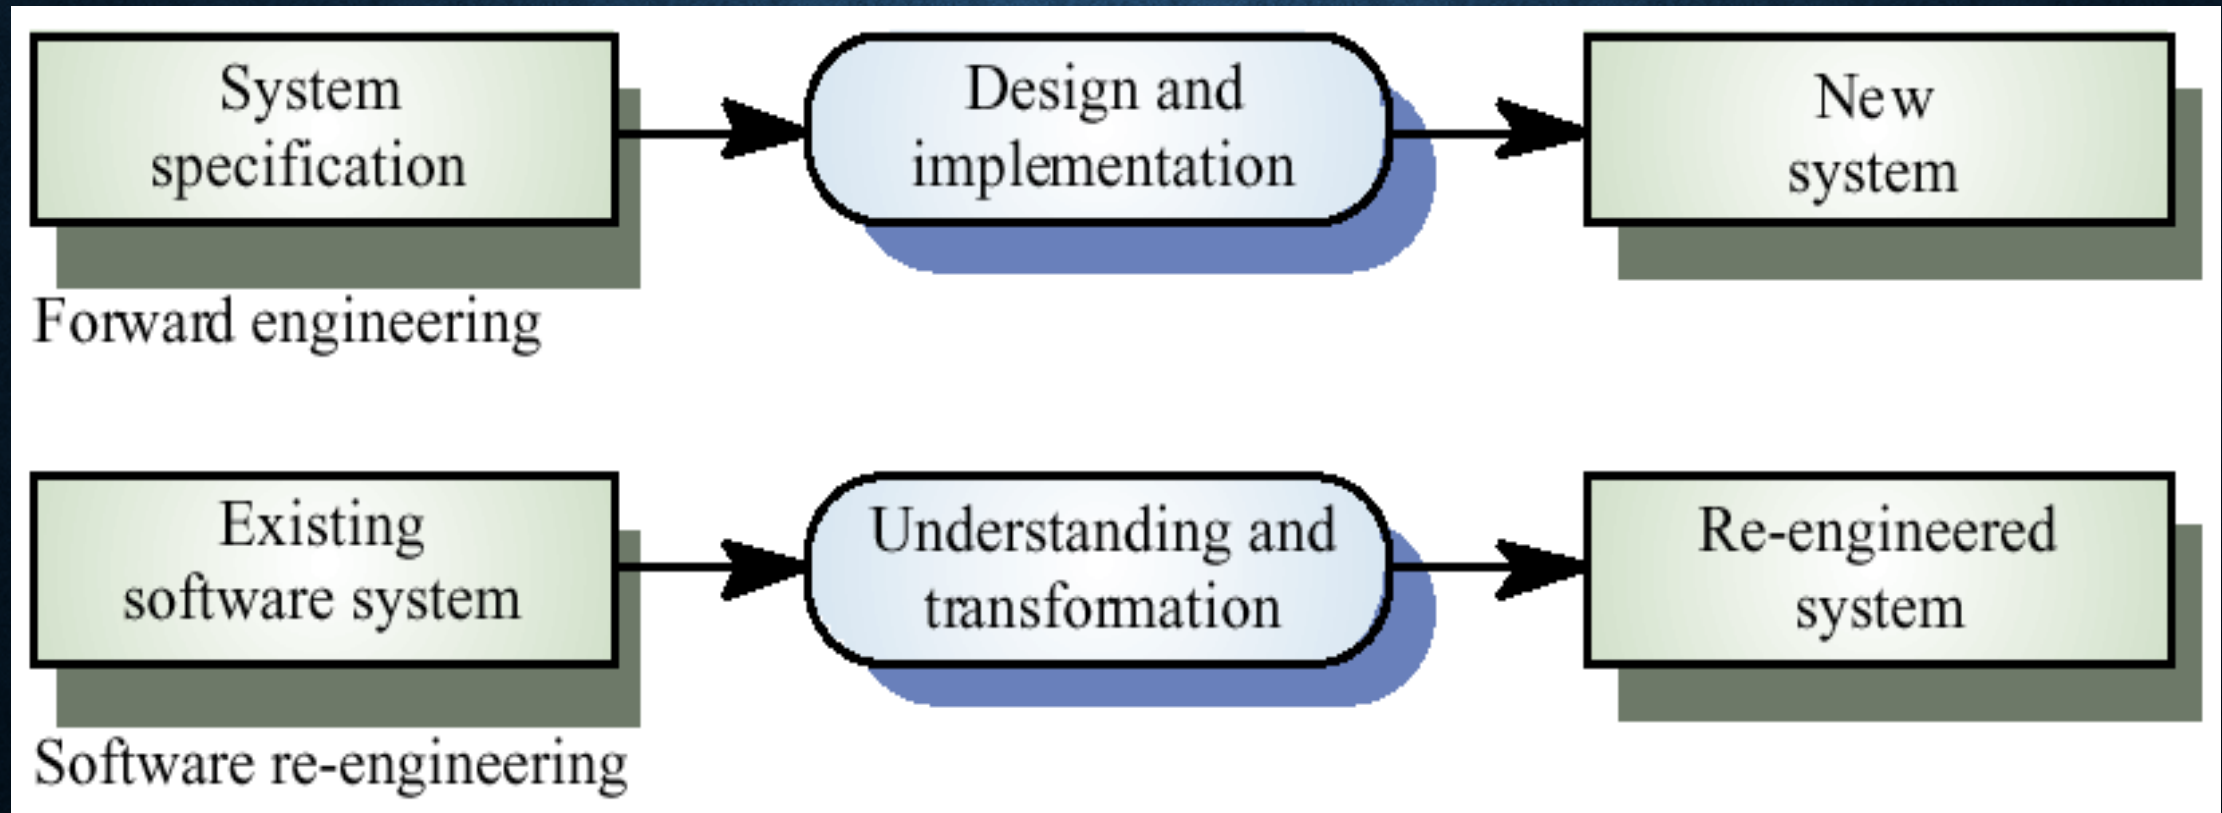 System
specification
Design and
implementation
New
system
Forward engineering
Existing
software system
Understanding and
transformation
Re-engineered
system
Software re-engineering